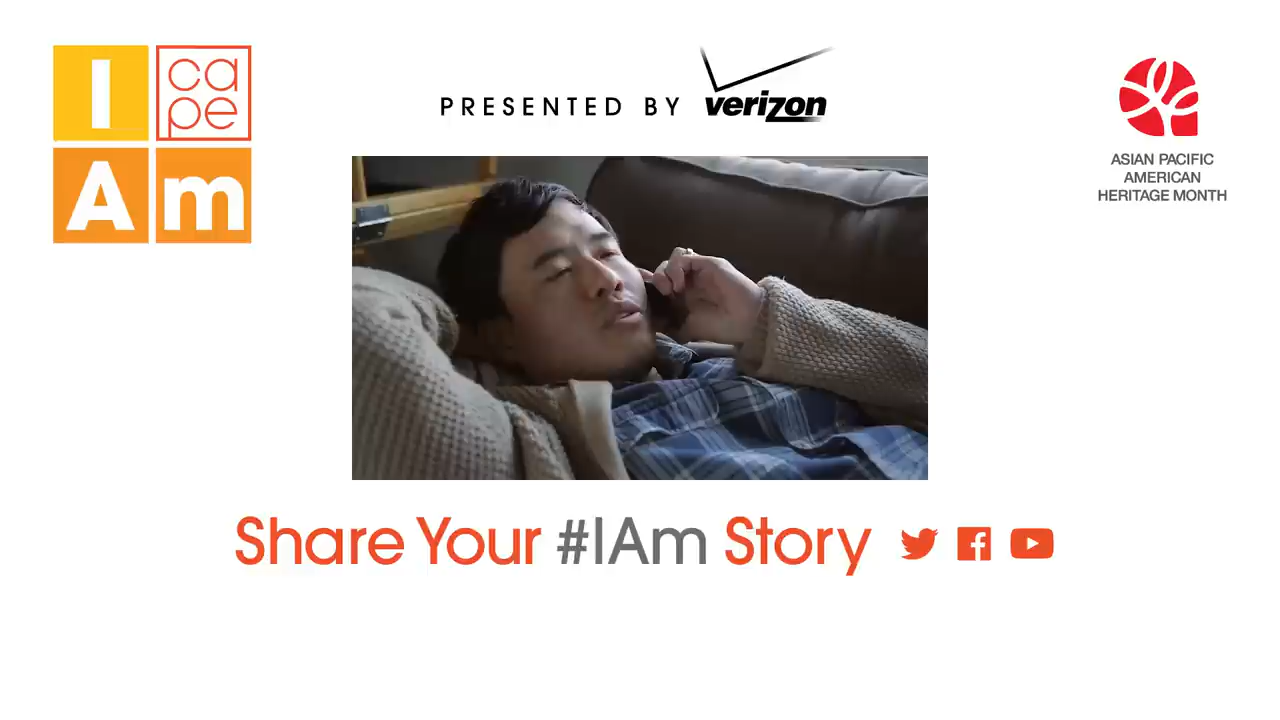 I
ca
pe
Am
PRESENTED BY verizon
ASIAN PACIFIC
AMERICAN
HERITAGE MONTH
Share Your #IAm Story